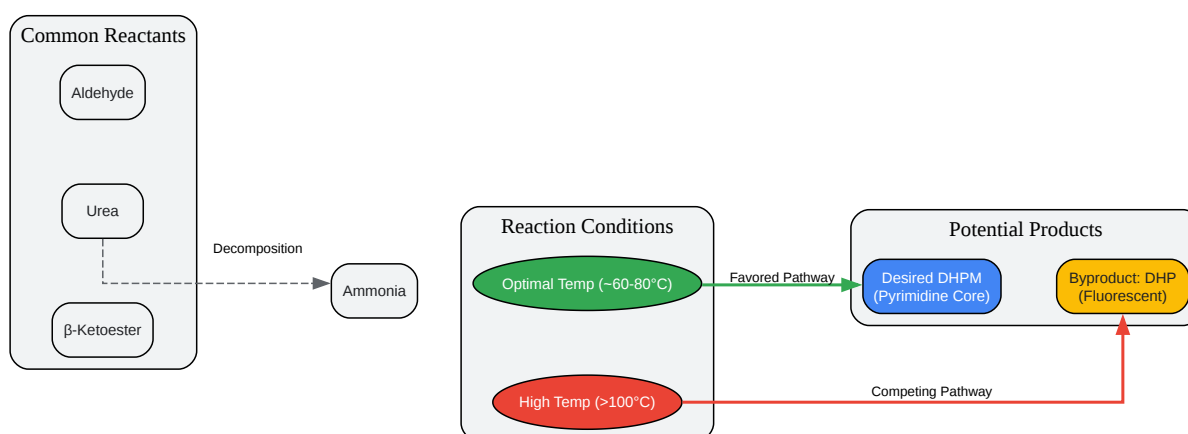 Common Reactants
Aldehyde
Urea
Decomposition
Ammonia
β-Ketoester
Reaction Conditions
Optimal Temp (~60-80°C)
High Temp (>100°C)
Favored Pathway
Competing Pathway
Potential Products
Desired DHPM
(Pyrimidine Core)
Byproduct: DHP
(Fluorescent)